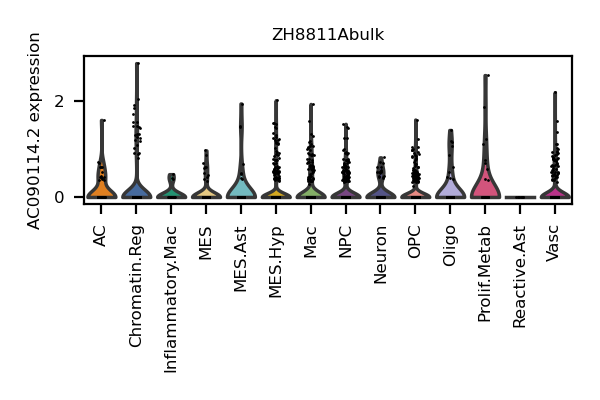 ZH8811Abulk
AC090114.2 expression
2
0
AC
Chromatin.Reg
Inflammatory.Mac
MES
MES.Ast
MES.Hyp
Mac
NPC
Neuron
OPC
Oligo
Prolif.Metab
Reactive.Ast
Vasc